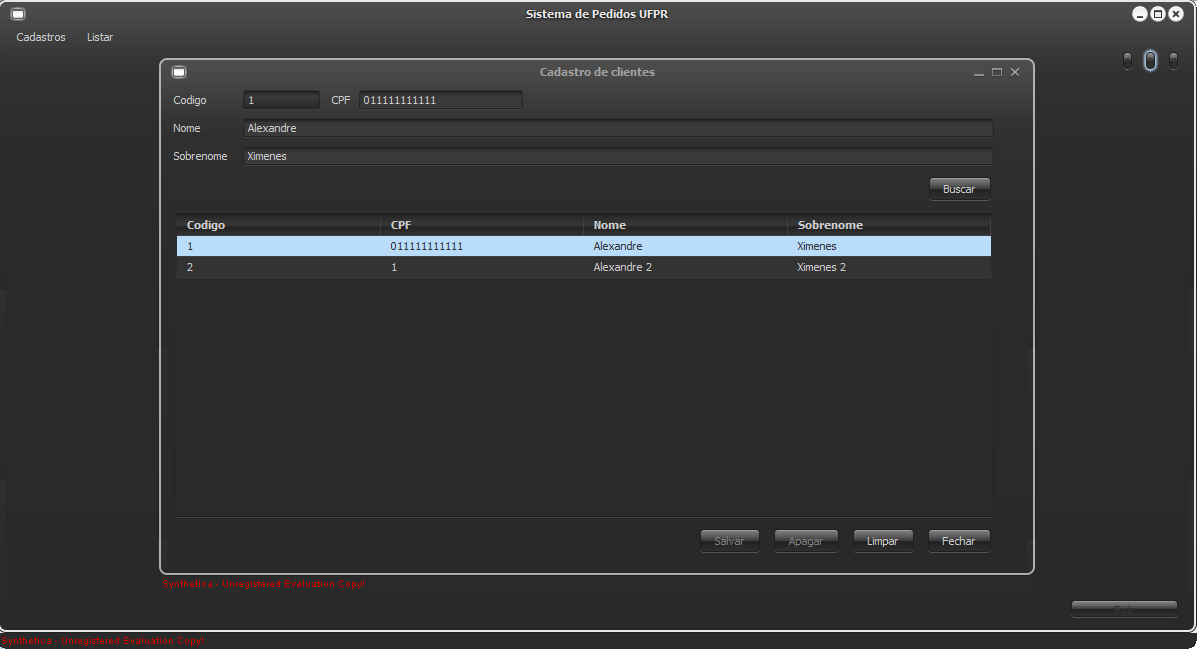 Sistema de Pedidos UFPR
Cadastros Listar
Cadastro de clientes
Codigo 1 CPF 011111111111
Nome Alexandre
Sobrenome Ximenes
Buscar
Codigo CPF Nome Sobrenome
1 011111111111 Alexandre Ximenes
2 1 Alexandre 2 Ximenes 2
Salvar Apagar Limpar Fechar
Synthetica - Unregistered Evaluation Copy!
Synthetica - Unregistered Evaluation Copy!